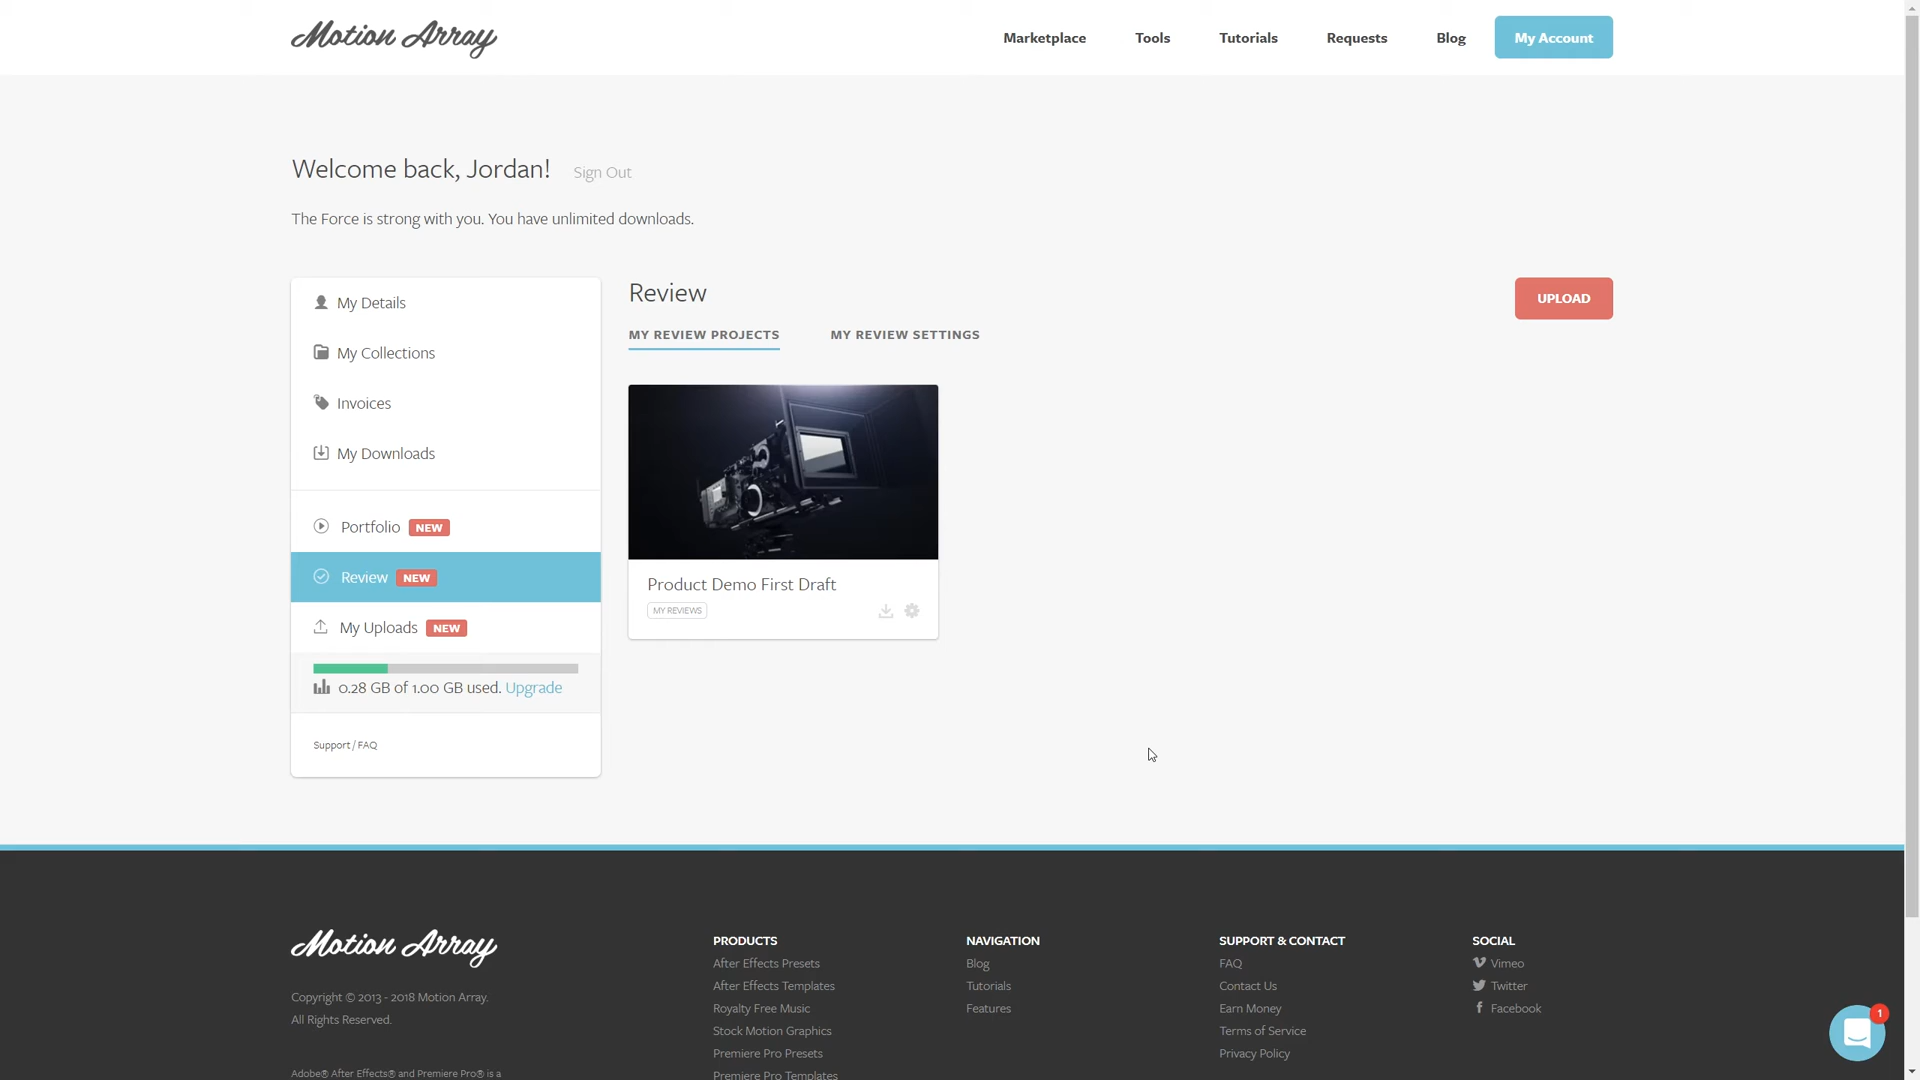 Motion Array
Marketplace
Tools
Tutorials
Requests
Blog
My Account
Welcome back, Jordan!
Sign Out
The Force is strong with you. You have unlimited downloads.
My Details
My Collections
Invoices
My Downloads
Portfolio NEW
Review NEW
My Uploads NEW
0.28 GB of 1.00 GB used. Upgrade
Support / FAQ
Review
UPLOAD
MY REVIEW PROJECTS
MY REVIEW SETTINGS
Product Demo First Draft
MY REVIEWS
Motion Array
Copyright © 2013 - 2018 Motion Array.
All Rights Reserved.
Adobe® After Effects® and Premiere Pro® is a
PRODUCTS
After Effects Presets
After Effects Templates
Royalty Free Music
Stock Motion Graphics
Premiere Pro Presets
Premiere Pro Templates
NAVIGATION
Blog
Tutorials
Features
SUPPORT & CONTACT
FAQ
Contact Us
Earn Money
Terms of Service
Privacy Policy
SOCIAL
Vimeo
Twitter
Facebook
1